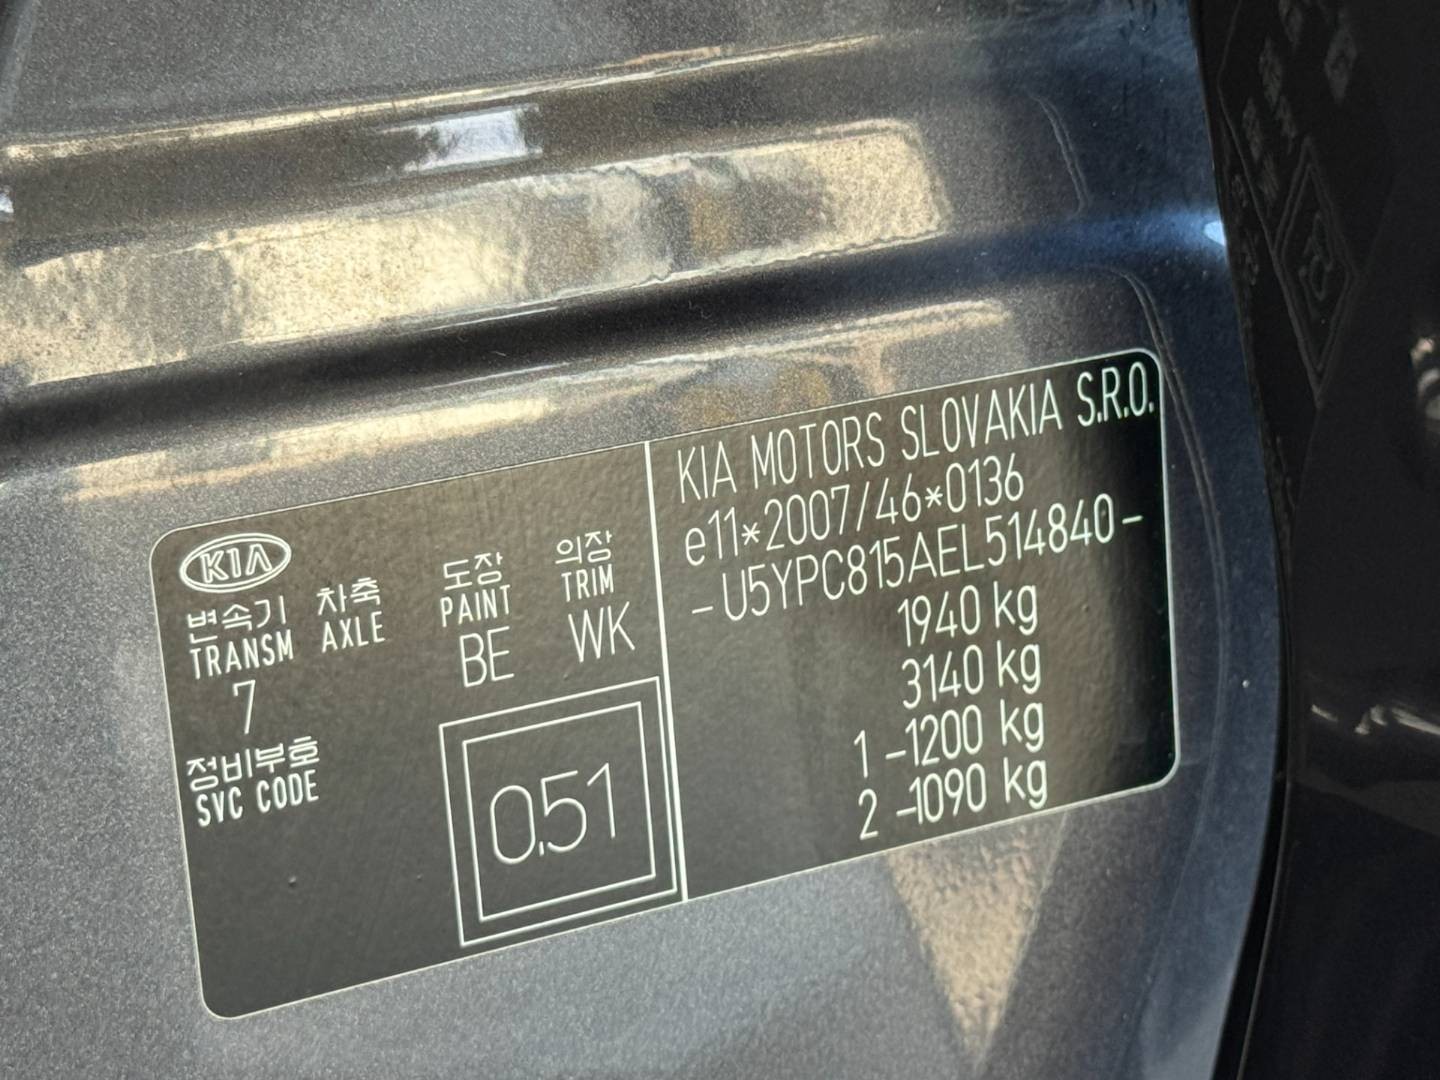 KIA
변속기 차축 도장 의장
TRANSM AXLE PAINT TRIM
7 BE WK
정비부호
SVC CODE
0,51
KIA MOTORS SLOVAKIA S.R.O.
e11*2007/46*0136
-U5YPC815AEL514840-
1940 kg
3140 kg
1 -1200 kg
2 -1090 kg